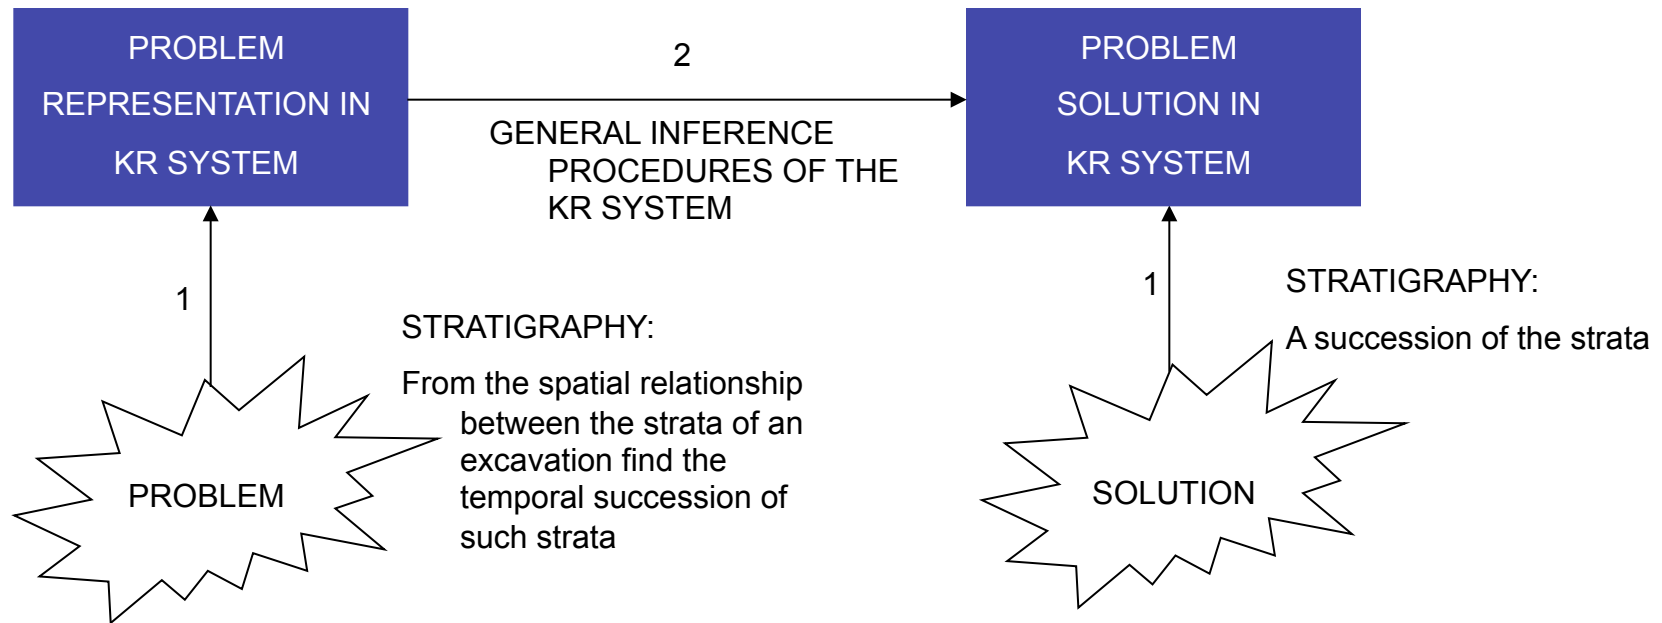 PROBLEM
REPRESENTATION IN
KR SYSTEM
2
GENERAL INFERENCE
PROCEDURES OF THE
KR SYSTEM
PROBLEM
SOLUTION IN
KR SYSTEM
1
STRATIGRAPHY:
From the spatial relationship
between the strata of an
excavation find the
temporal succession of
such strata
PROBLEM
1
STRATIGRAPHY:
A succession of the strata
SOLUTION